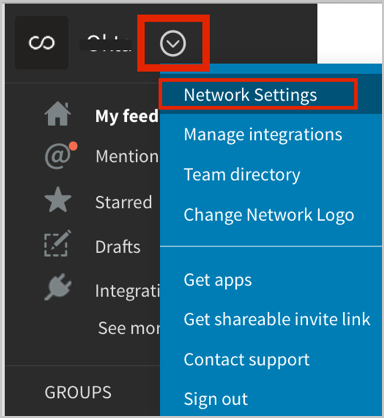 Okta
My feed
Mention
Starred
Drafts
Integrati
See mor
GROUPS
Network Settings
Manage integrations
Team directory
Change Network Logo
Get apps
Get shareable invite link
Contact support
Sign out